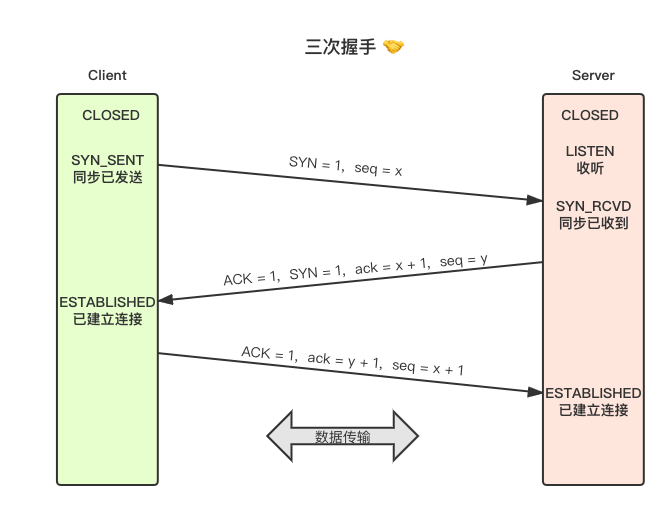 三次握手 🤝
Client
Server
CLOSED
CLOSED
SYN_SENT
同步已发送
SYN = 1, seq = x
LISTEN
收听
SYN_RCVD
同步已收到
ACK = 1, SYN = 1, ack = x + 1, seq = y
ESTABLISHED
已建立连接
ACK = 1, ack = y + 1, seq = x + 1
ESTABLISHED
已建立连接
数据传输